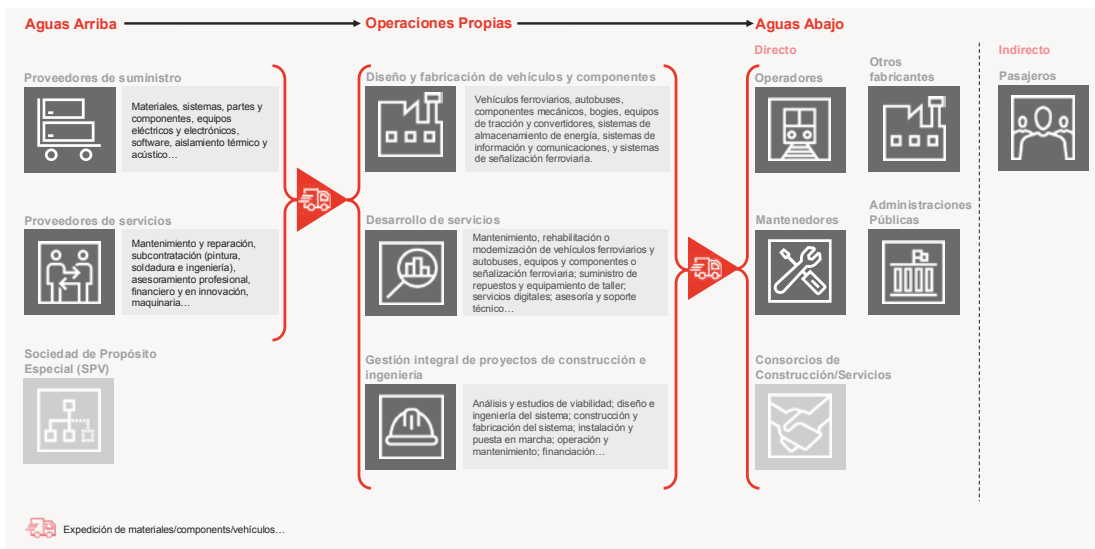 Aguas Arriba
Operaciones Propias
Aguas Abajo
Directo
Indirecto
Proveedores de suministro
Materiales, sistemas, partes y
componentes, equipos
eléctricos y electrónicos,
software, aislamiento térmico y
acústico…
Proveedores de servicios
Mantenimiento y reparación,
subcontratación (pintura,
soldadura e ingeniería),
asesoramiento profesional,
financiero y en innovación,
maquinaria…
Sociedad de Propósito
Especial (SPV)
Diseño y fabricación de vehículos y componentes
Vehículos ferroviarios, autobuses,
componentes mecánicos, bogies, equipos
de tracción y convertidores, sistemas de
almacenamiento de energía, sistemas de
información y comunicaciones, y sistemas
de señalización ferroviaria.
Desarrollo de servicios
Mantenimiento, rehabilitación o
modernización de vehículos ferroviarios y
autobuses, equipos y componentes o
señalización ferroviaria; suministro de
repuestos y equipamiento de taller;
servicios digitales; asesoría y soporte
técnico…
Gestión integral de proyectos de construcción e
ingeniería
Análisis y estudios de viabilidad; diseño e
ingeniería del sistema; construcción y
fabricación del sistema; instalación y
puesta en marcha; operación y
mantenimiento; financiación…
Operadores
Otros
fabricantes
Pasajeros
Mantenedores
Administraciones
Públicas
Consorcios de
Construcción/Servicios
Expedición de materiales/components/vehículos…